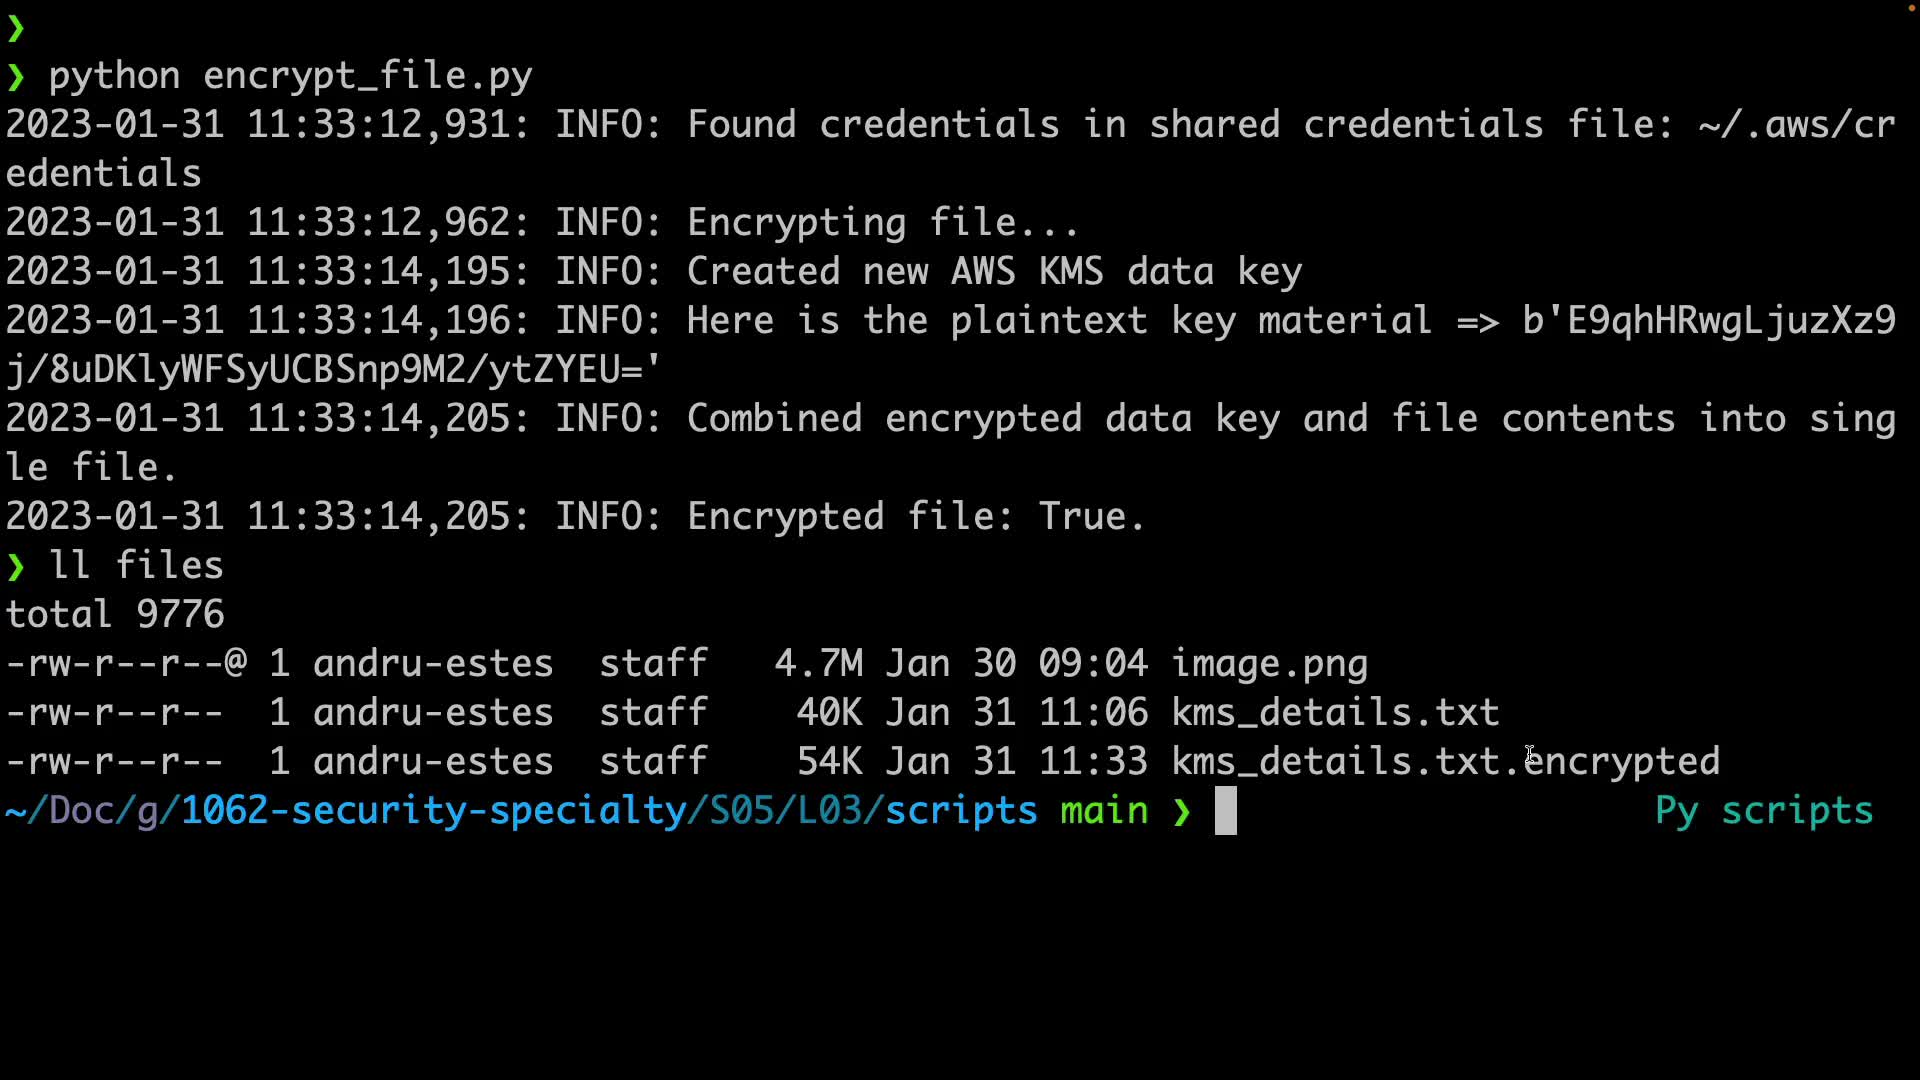 ❯
❯ python encrypt_file.py
2023-01-31 11:33:12,931: INFO: Found credentials in shared credentials file: ~/.aws/cr
edentials
2023-01-31 11:33:12,962: INFO: Encrypting file...
2023-01-31 11:33:14,195: INFO: Created new AWS KMS data key
2023-01-31 11:33:14,196: INFO: Here is the plaintext key material => b'E9qhHRwgLjuzXz9
j/8uDKlyWFSyUCBSnp9M2/ytZYEU='
2023-01-31 11:33:14,205: INFO: Combined encrypted data key and file contents into sing
le file.
2023-01-31 11:33:14,205: INFO: Encrypted file: True.
❯ ll files
total 9776
-rw-r--r--@ 1 andru-estes  staff   4.7M Jan 30 09:04 image.png
-rw-r--r--  1 andru-estes  staff    40K Jan 31 11:06 kms_details.txt
-rw-r--r--  1 andru-estes  staff    54K Jan 31 11:33 kms_details.txt.encrypted
~/Doc/g/1062-security-specialty/S05/L03/scripts main ❯ Py scripts